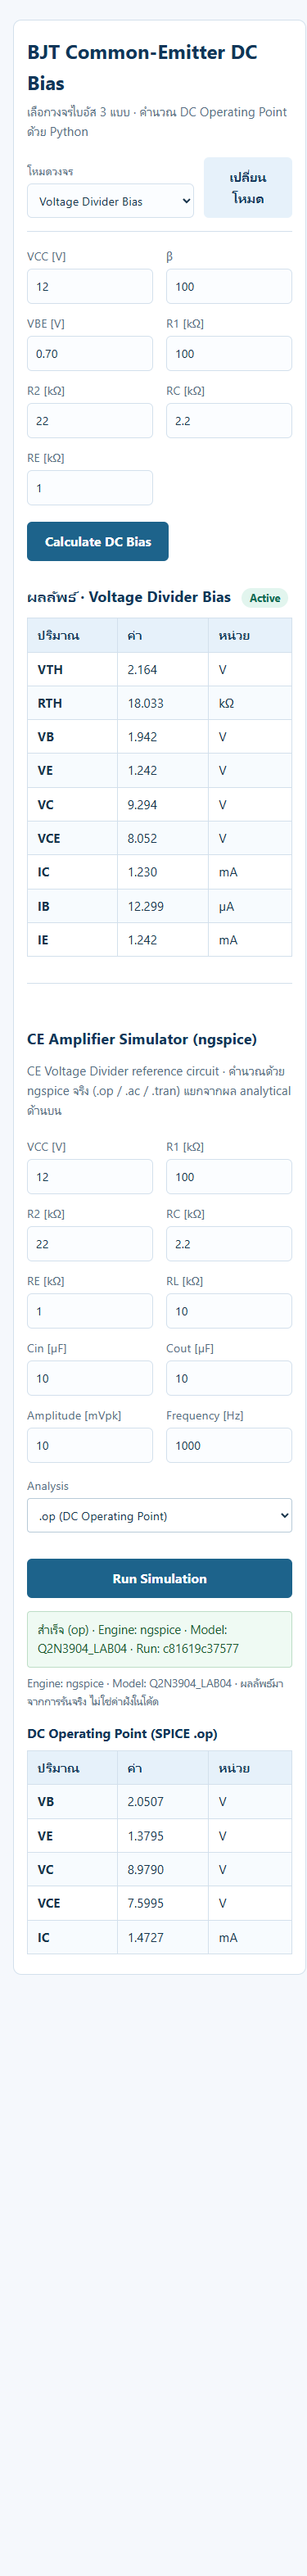 BJT Common-Emitter DC
Bias
เลือกวงจรไบอัส 3 แบบ · คำนวณ DC Operating Point
ด้วย Python
โหมดวงจร
Voltage Divider Bias
เปลี่ยน
โหมด
VCC [V]
β
12
100
VBE [V]
R1 [kΩ]
0.70
100
R2 [kΩ]
RC [kΩ]
22
2.2
RE [kΩ]
1
Calculate DC Bias
ผลลัพธ์ · Voltage Divider Bias Active
ปริมาณ ค่า หน่วย
VTH 2.164 V
RTH 18.033 kΩ
VB 1.942 V
VE 1.242 V
VC 9.294 V
VCE 8.052 V
IC 1.230 mA
IB 12.299 μA
IE 1.242 mA
CE Amplifier Simulator (ngspice)
CE Voltage Divider reference circuit · คำนวณด้วย
ngspice จริง (.op / .ac / .tran) แยกจากผล analytical
ด้านบน
VCC [V]
R1 [kΩ]
12
100
R2 [kΩ]
RC [kΩ]
22
2.2
RE [kΩ]
RL [kΩ]
1
10
Cin [μF]
Cout [μF]
10
10
Amplitude [mVpk]
Frequency [Hz]
10
1000
Analysis
.op (DC Operating Point)
Run Simulation
สำเร็จ (op) · Engine: ngspice · Model:
Q2N3904_LAB04 · Run: c81619c37577
Engine: ngspice · Model: Q2N3904_LAB04 · ผลลัพธ์มา
จากการรันจริง ไม่ใช่ค่าฝังในโค้ด
DC Operating Point (SPICE .op)
ปริมาณ ค่า หน่วย
VB 2.0507 V
VE 1.3795 V
VC 8.9790 V
VCE 7.5995 V
IC 1.4727 mA